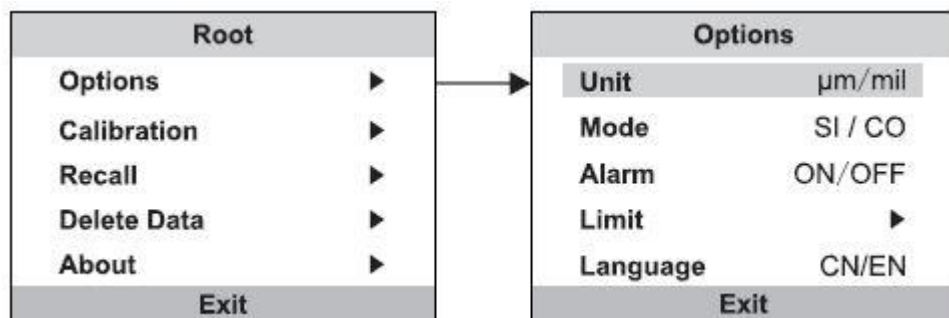 Root
Options ▶
Calibration ▶
Recall ▶
Delete Data ▶
About ▶
Exit
Options
Unit µm/mil
Mode SI / CO
Alarm ON/OFF
Limit ▶
Language CN/EN
Exit